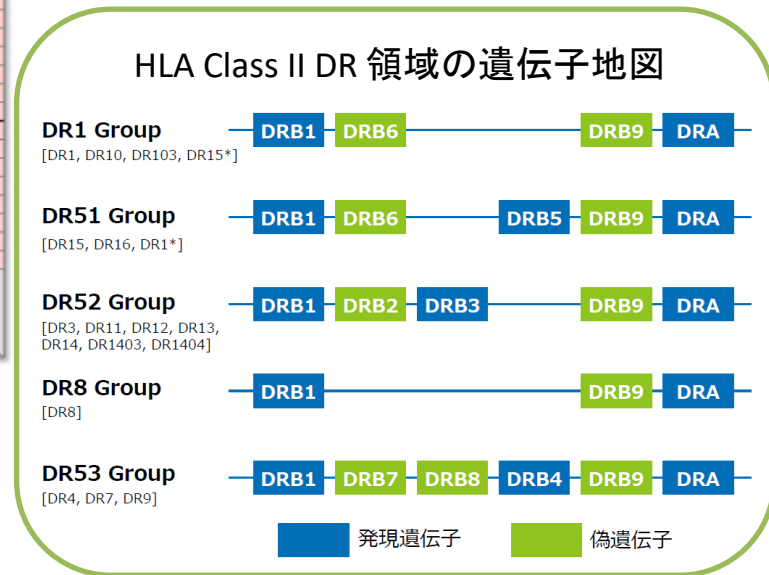 HLA Class II DR 領域の遺伝子地図
DR1 Group
[DR1, DR10, DR103, DR15*]
DRB1 DRB6 DRB9 DRA
DR51 Group
[DR15, DR16, DR1*]
DRB1 DRB6 DRB5 DRB9 DRA
DR52 Group
[DR3, DR11, DR12, DR13,
DR14, DR1403, DR1404]
DRB1 DRB2 DRB3 DRB9 DRA
DR8 Group
[DR8]
DRB1 DRB9 DRA
DR53 Group
[DR4, DR7, DR9]
DRB1 DRB7 DRB8 DRB4 DRB9 DRA
発現遺伝子 偽遺伝子